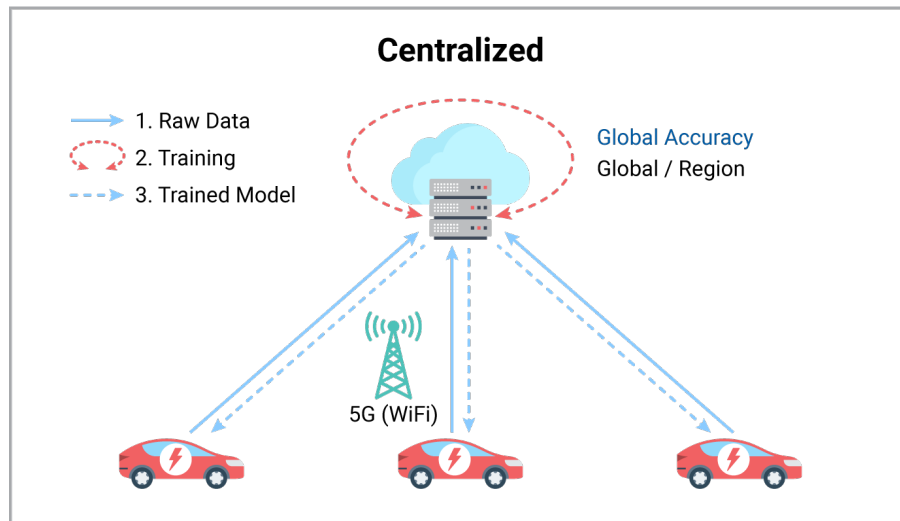 Centralized
1. Raw Data
2. Training
3. Trained Model
Global Accuracy
Global / Region
5G (WiFi)